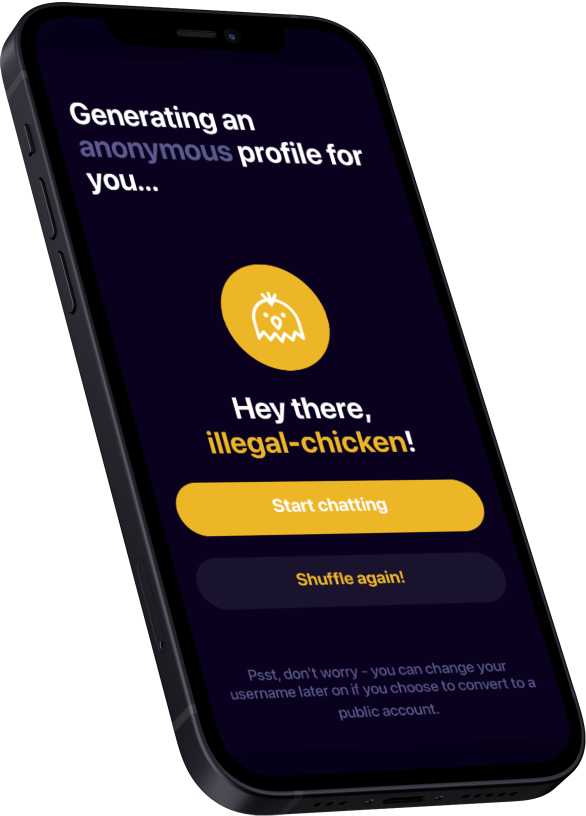 Generating an
anonymous profile for
you...
Hey there,
illegal-chicken!
Start chatting
Shuffle again!
Psst, don't worry - you can change your
username later on if you choose to convert to a
public account.